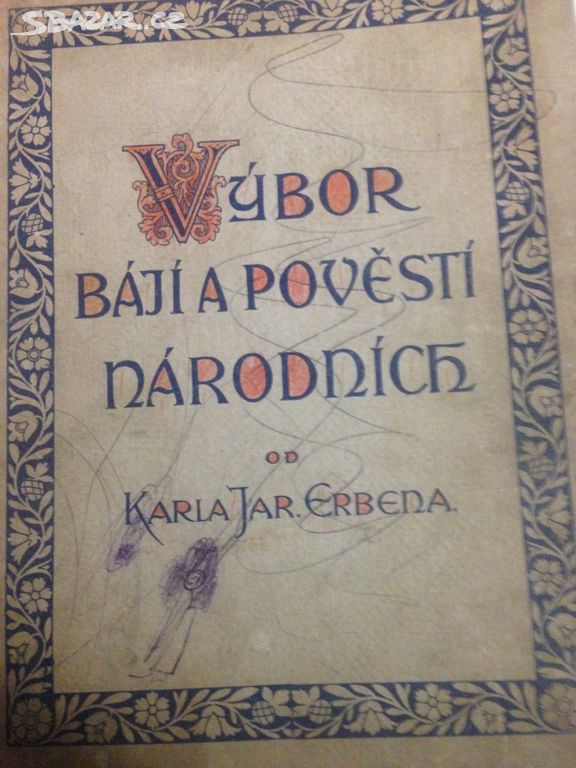 SBAZAR.CZ
VÝBOR
BÁJÍ A POVĚSTÍ
NÁRODNÍCH
OD
KARLA JAR. ERBENA.